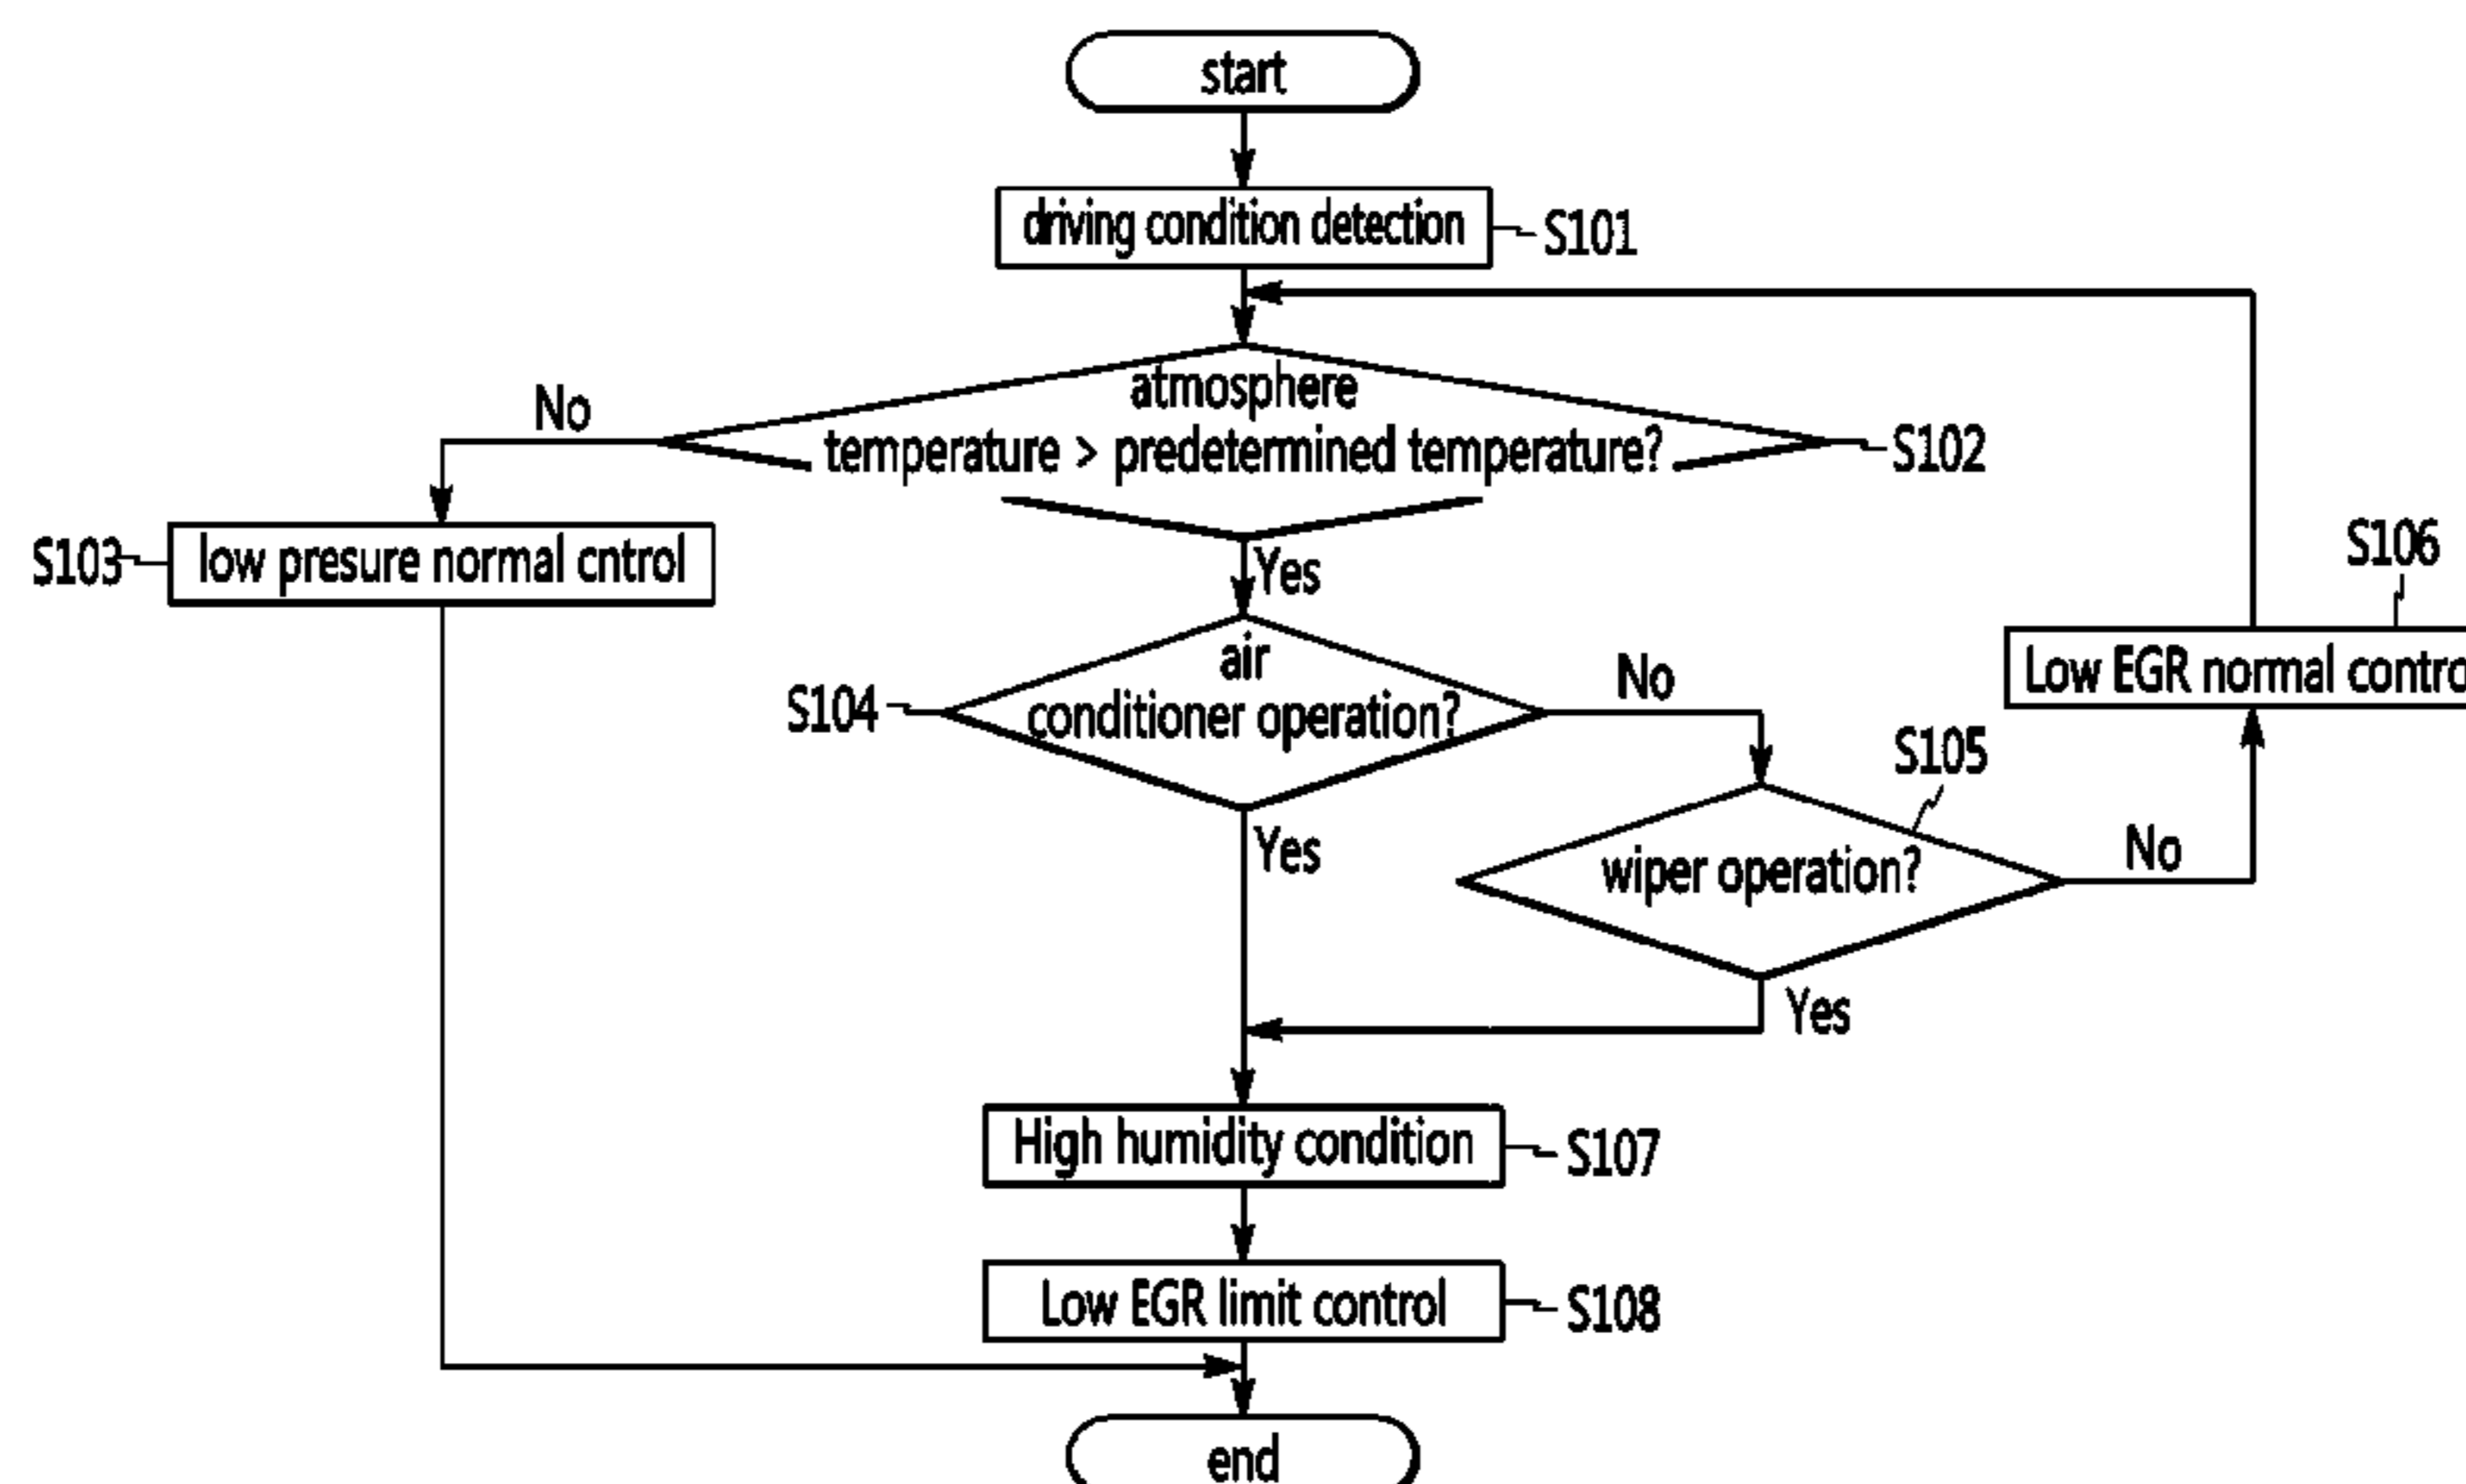 start
driving condition detection
S101
atmosphere
No
temperature > predetermined temperature?
S102
S103
low presure normal cntrol
Yes
S106
air
No
Low EGR normal contro
S104
conditioner operation?
S105
Yes
wiper operation?
No
Yes
High humidity condition
S107
Low EGR limit control
S108
end